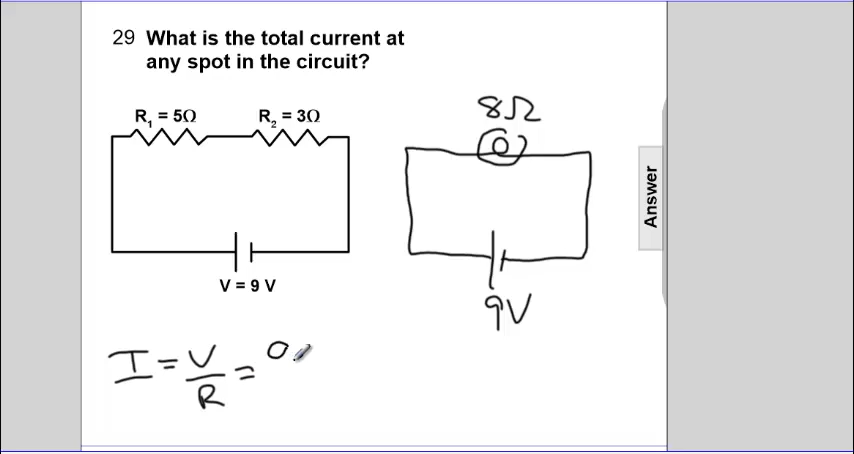 29 What is the total current at
any spot in the circuit?
R1 = 5Ω R2 = 3Ω
V = 9 V
8Ω
9V
I = V/R =
Answer